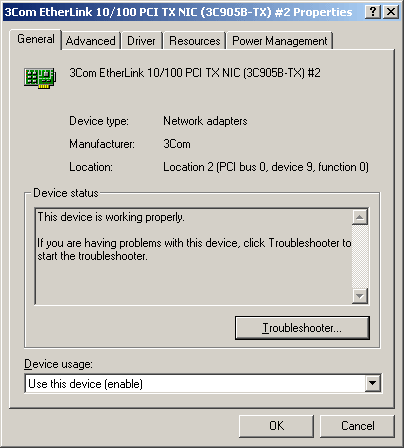 3Com EtherLink 10/100 PCI TX NIC (3C905B-TX) #2 Properties
General Advanced Driver Resources Power Management
3Com EtherLink 10/100 PCI TX NIC (3C905B-TX) #2
Device type: Network adapters
Manufacturer: 3Com
Location: Location 2 (PCI bus 0, device 9, function 0)
Device status
This device is working properly.
If you are having problems with this device, click Troubleshooter to
start the troubleshooter.
Troubleshooter...
Device usage:
Use this device (enable)
OK Cancel